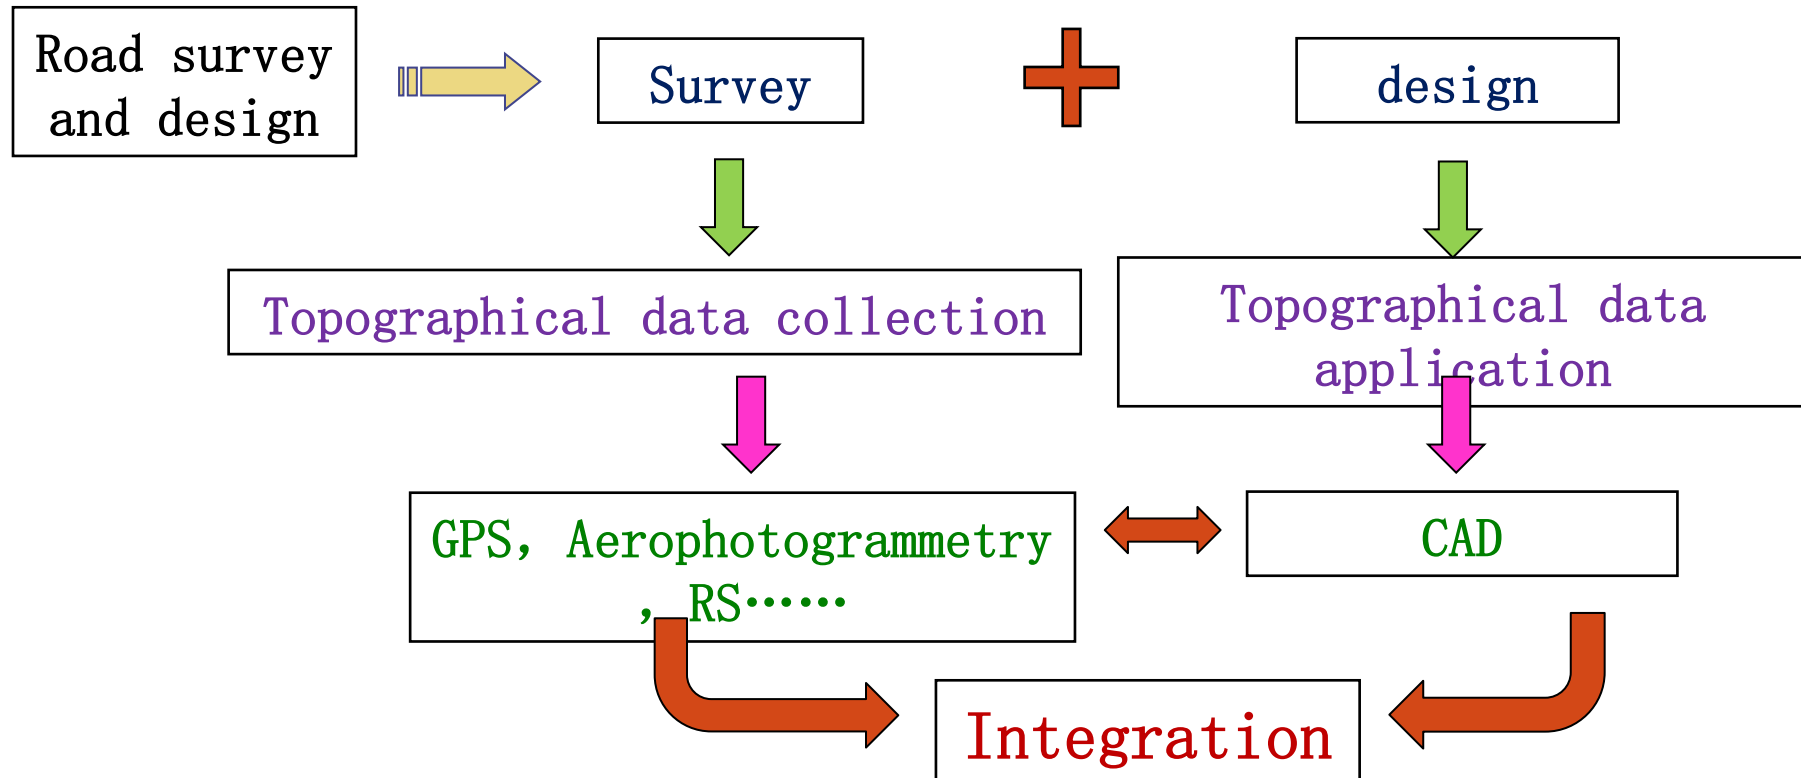 Road survey
and design
Survey
design
Topographical data collection
Topographical data
application
GPS, Aerophotogrammetry
, RS······
CAD
Integration